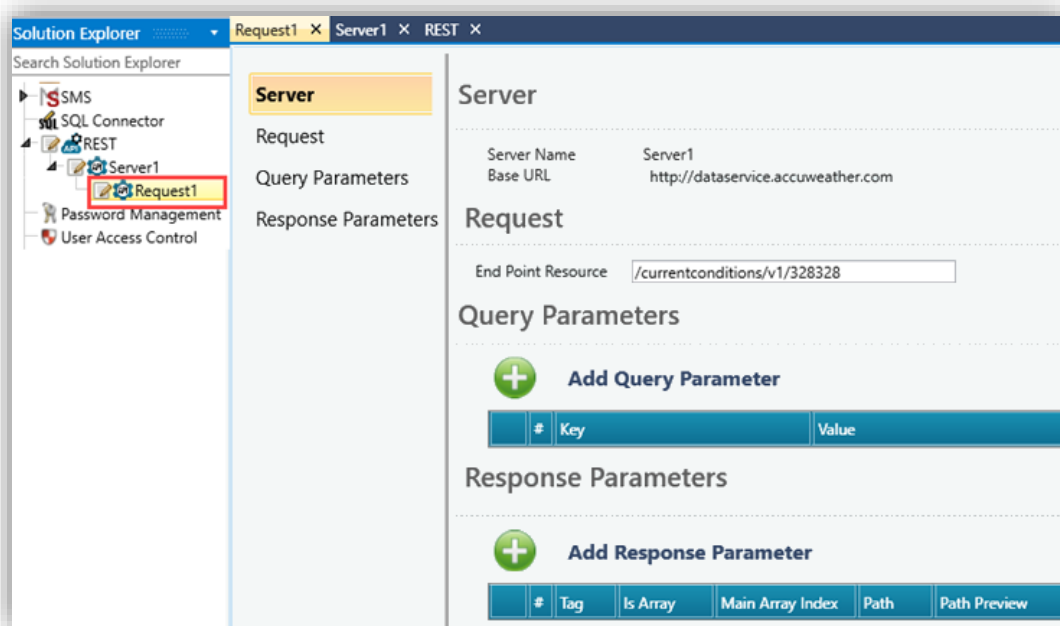 Solution Explorer
Search Solution Explorer
SMS
SQL Connector
REST
Server1
Request1
Password Management
User Access Control
Request1 Server1 REST
Server
Request
Query Parameters
Response Parameters
Server
Server Name Server1
Base URL http://dataservice.accuweather.com
Request
End Point Resource /currentconditions/v1/328328
Query Parameters
Add Query Parameter
# Key Value
Response Parameters
Add Response Parameter
# Tag Is Array Main Array Index Path Path Preview